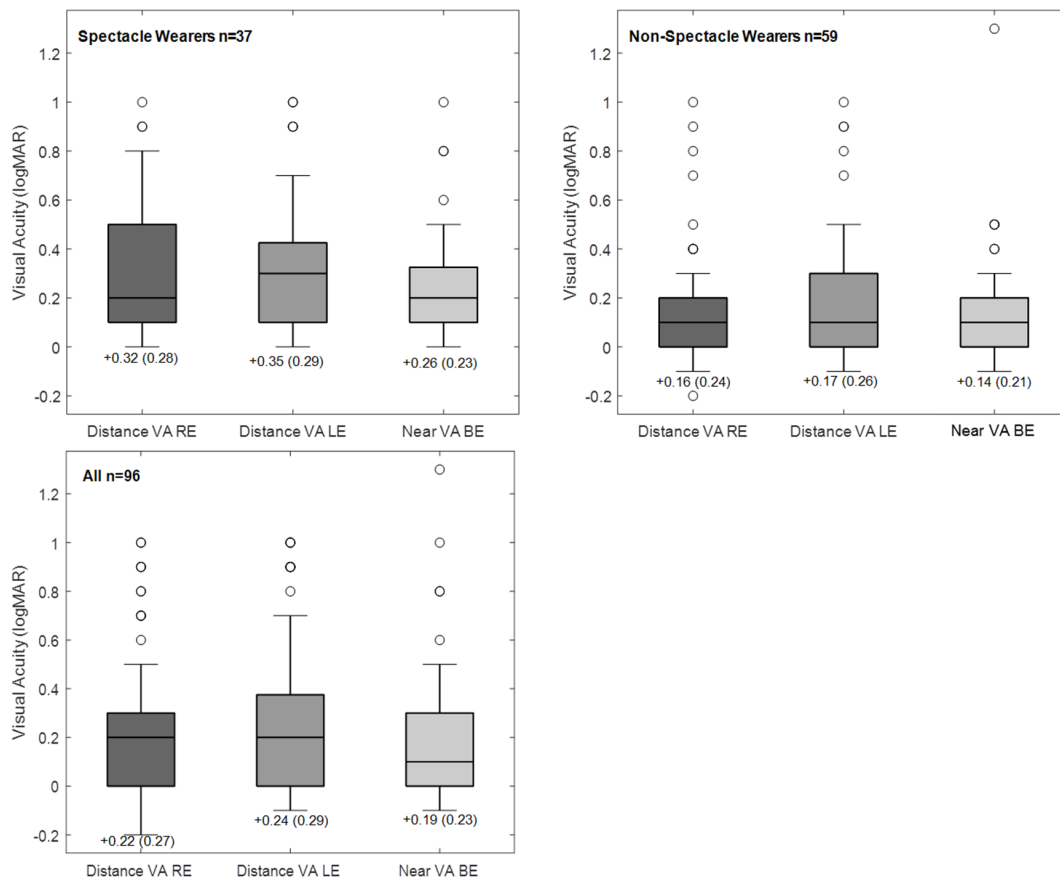 Spectacle Wearers n=37
Visual Acuity (logMAR)
1.2
1
0.8
0.6
0.4
0.2
0
-0.2
+0.32 (0.28)
+0.35 (0.29)
+0.26 (0.23)
Distance VA RE
Distance VA LE
Near VA BE
Non-Spectacle Wearers n=59
Visual Acuity (logMAR)
1.2
1
0.8
0.6
0.4
0.2
0
-0.2
+0.16 (0.24)
+0.17 (0.26)
+0.14 (0.21)
Distance VA RE
Distance VA LE
Near VA BE
All n=96
Visual Acuity (logMAR)
1.2
1
0.8
0.6
0.4
0.2
0
-0.2
+0.22 (0.27)
+0.24 (0.29)
+0.19 (0.23)
Distance VA RE
Distance VA LE
Near VA BE